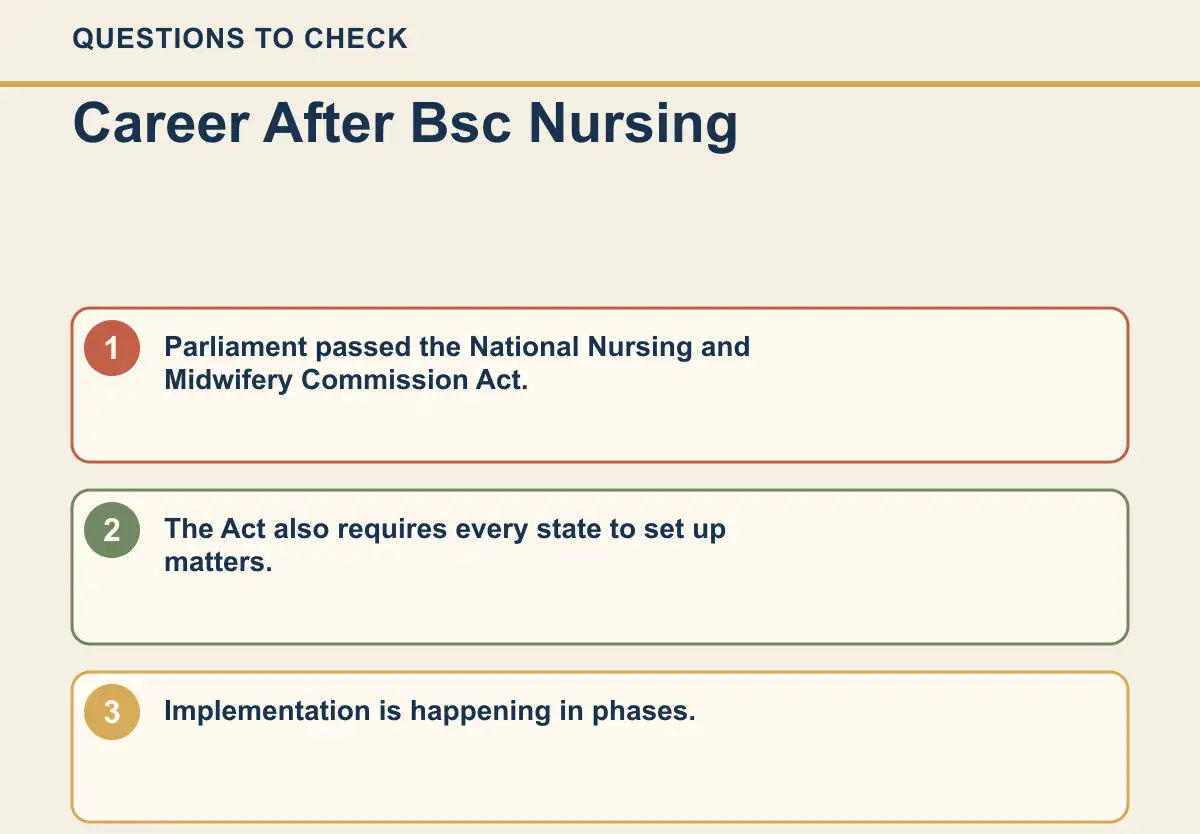 QUESTIONS TO CHECK
Career After Bsc Nursing
1
Parliament passed the National Nursing and
Midwifery Commission Act.
2
The Act also requires every state to set up
matters.
3
Implementation is happening in phases.